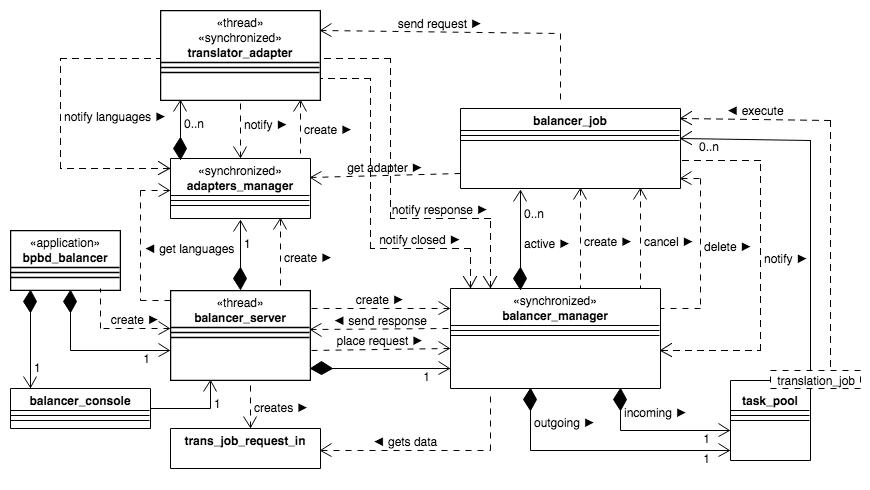 «thread»
«synchronized»
translator_adapter
send request ►
notify languages ►
0..n
notify ►
create ►
balancer_job
◄ execute
0..n
«synchronized»
adapters_manager
get adapter ►
notify response ►
notify closed ►
0..n
active ►
create ►
cancel ►
delete ►
notify ►
◄ get languages
1
create ►
«application»
bpbd_balancer
create ►
1
1
«thread»
balancer_server
create ►
◄ send response
place request ►
1
«synchronized»
balancer_manager
translation_job
task_pool
balancer_console
1
creates ►
trans_job_request_in
◄ gets data
outgoing ►
incoming ►
1
1